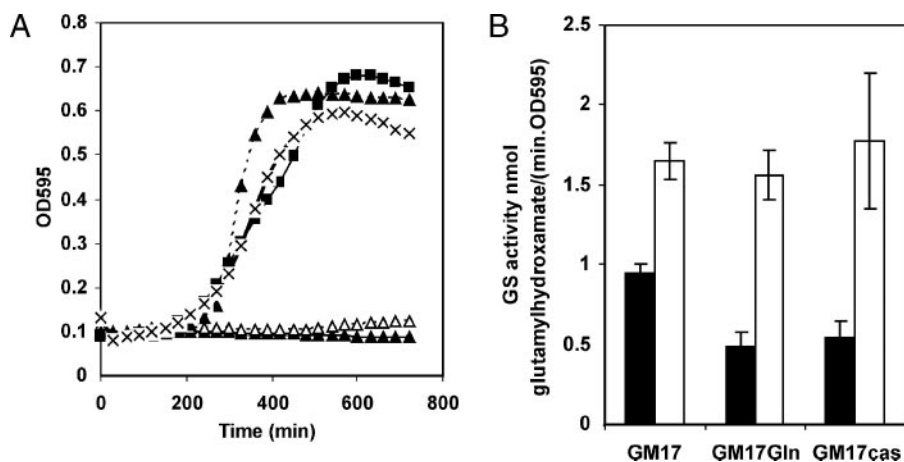 A
OD595
0.8
0.7
0.6
0.5
0.4
0.3
0.2
0.1
0
0 200 400 600 800
Time (min)
B
GS activity nmol
glutamylhydroxamate/(min.OD595)
2.5
2
1.5
1
0.5
0
GM17 GM17Gln GM17cas